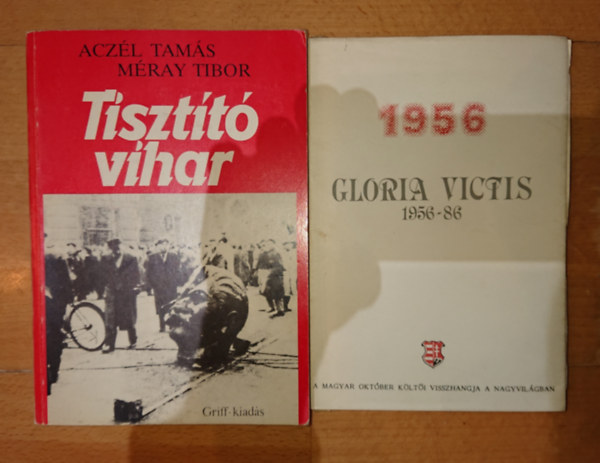 ACZÉL TAMÁS
MÉRAY TIBOR
Tisztító
vihar
Griff-kiadás
1956
GLORIA VICTIS
1956-86
A MAGYAR OKTÓBER KÖLTŐI VISSZHANGJA A NAGYVILÁGBAN